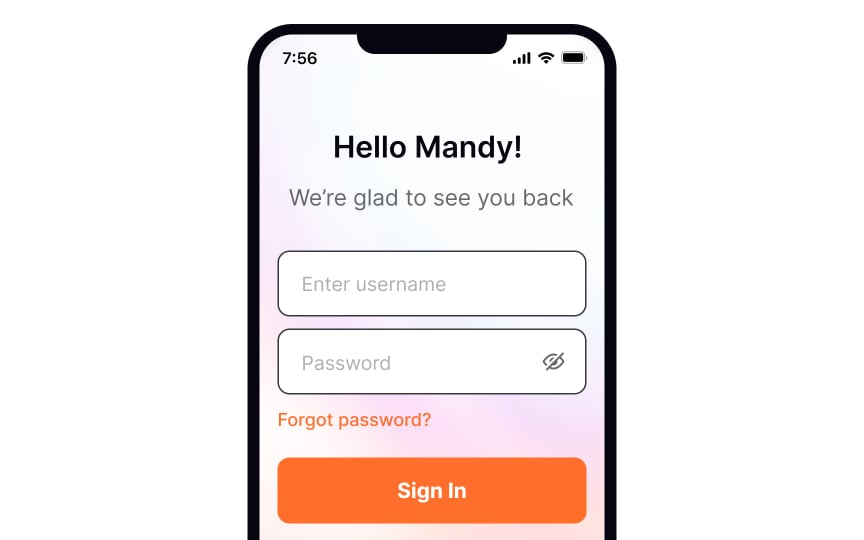 7:56
Hello Mandy!
We’re glad to see you back
Enter username
Password
Forgot password?
Sign In